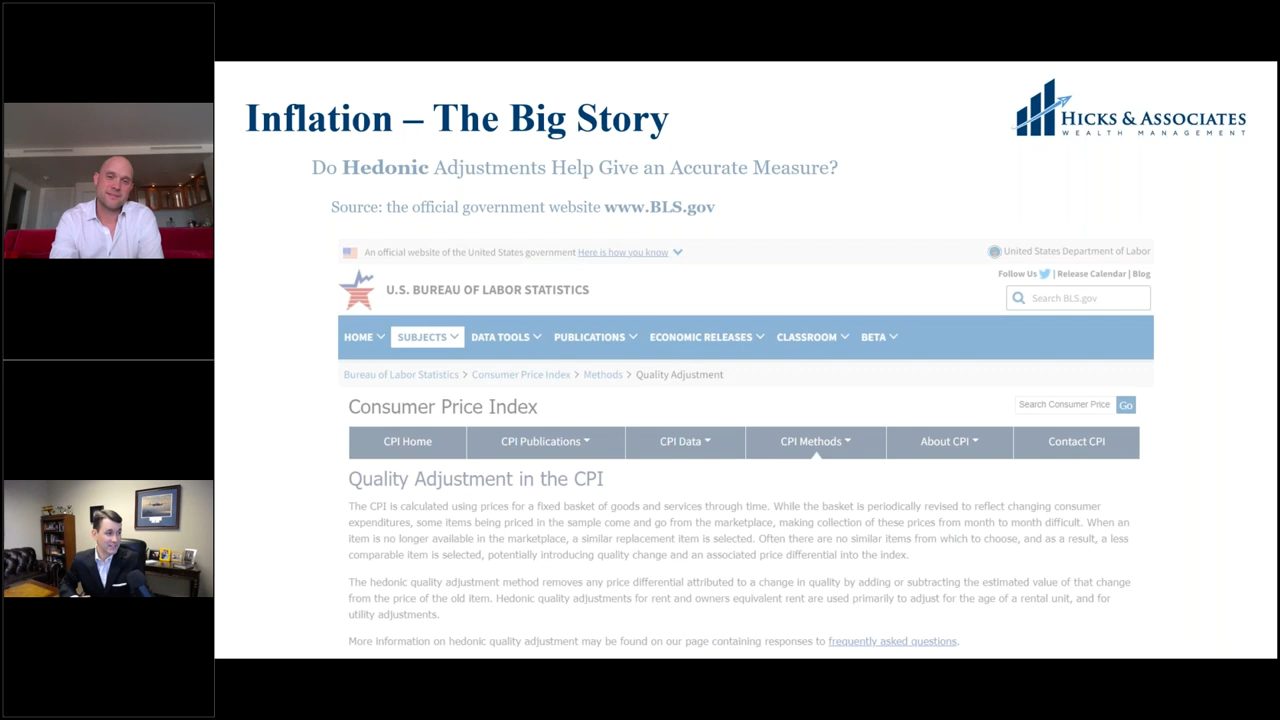 Inflation – The Big Story
HICKS & ASSOCIATES
WEALTH MANAGEMENT
Do Hedonic Adjustments Help Give an Accurate Measure?
Source: the official government website www.BLS.gov
An official website of the United States government Here is how you know
United States Department of Labor
Follow Us | Release Calendar | Blog
U.S. BUREAU OF LABOR STATISTICS
Search BLS.gov
HOME SUBJECTS DATA TOOLS PUBLICATIONS ECONOMIC RELEASES CLASSROOM BETA
Bureau of Labor Statistics > Consumer Price Index > Methods > Quality Adjustment
Consumer Price Index
Search Consumer Price Go
CPI Home CPI Publications CPI Data CPI Methods About CPI Contact CPI
Quality Adjustment in the CPI
The CPI is calculated using prices for a fixed basket of goods and services through time. While the basket is periodically revised to reflect changing consumer
expenditures, some items being priced in the sample come and go from the marketplace, making collection of these prices from month to month difficult. When an
item is no longer available in the marketplace, a similar replacement item is selected. Often there are no similar items from which to choose, and as a result, a less
comparable item is selected, potentially introducing quality change and an associated price differential into the index.
The hedonic quality adjustment method removes any price differential attributed to a change in quality by adding or subtracting the estimated value of that change
from the price of the old item. Hedonic quality adjustments for rent and owners equivalent rent are used primarily to adjust for the age of a rental unit, and for
utility adjustments.
More information on hedonic quality adjustment may be found on our page containing responses to frequently asked questions.